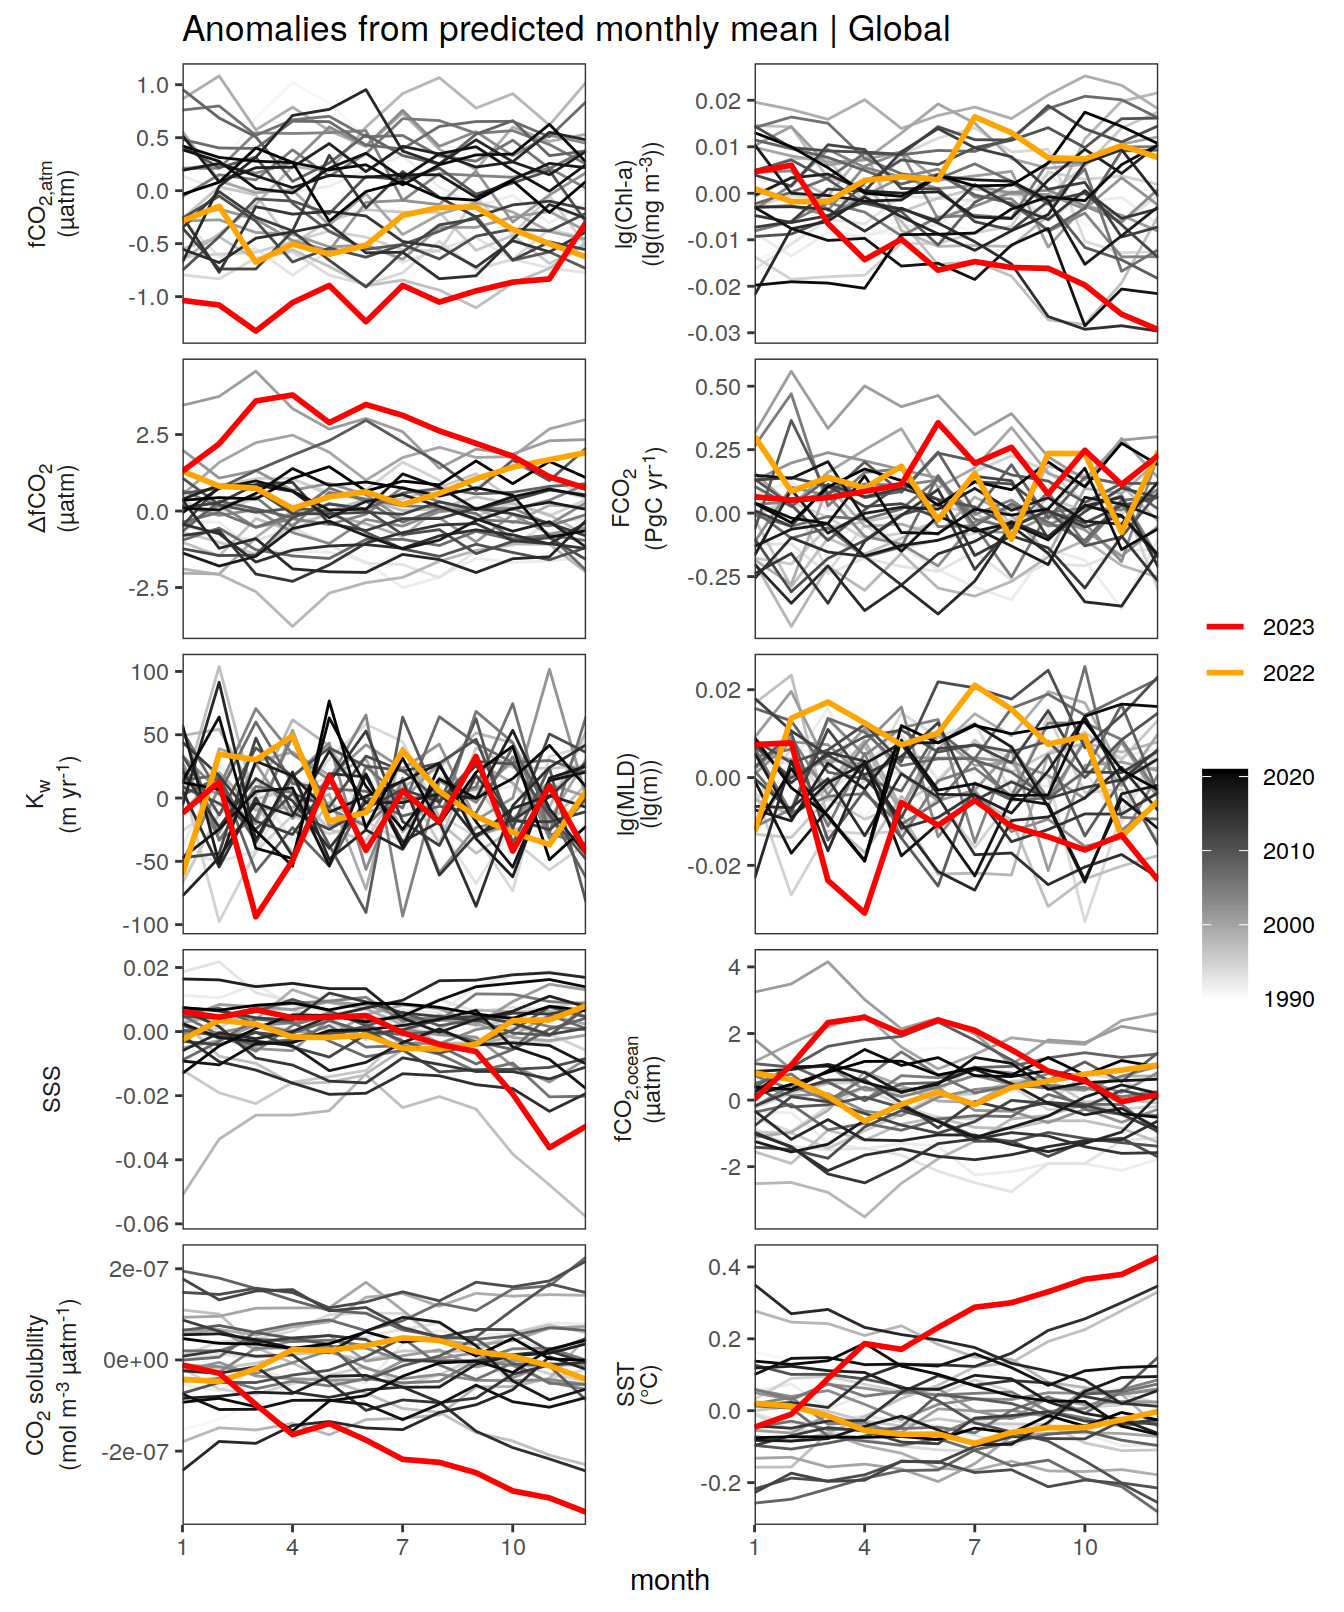 Anomalies from predicted monthly mean | Global
fCO2,atm
(µatm)
1.0
0.5
0.0
-0.5
-1.0
lg(Chl-a)
(lg(mg m-3))
0.02
0.01
0.00
-0.01
-0.02
-0.03
ΔfCO2
(µatm)
2.5
0.0
-2.5
FCO2
(PgC yr-1)
0.50
0.25
0.00
-0.25
Kw
(m yr-1)
100
50
0
-50
-100
lg(MLD)
(lg(m))
0.02
0.00
-0.02
SSS
0.02
0.00
-0.02
-0.04
-0.06
fCO2,ocean
(µatm)
4
2
0
-2
CO2 solubility
(mol m-3 µatm-1)
2e-07
0e+00
-2e-07
SST
(°C)
0.4
0.2
0.0
-0.2
1 4 7 10
1 4 7 10
month
2023
2022
2020
2010
2000
1990